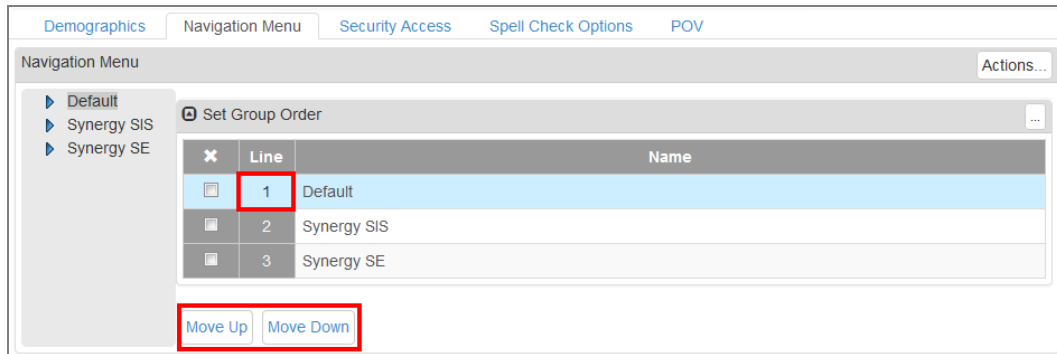 Demographics Navigation Menu Security Access Spell Check Options POV
Navigation Menu Actions...
Default
Synergy SIS
Synergy SE
Set Group Order ...
Line Name
1 Default
2 Synergy SIS
3 Synergy SE
Move Up Move Down